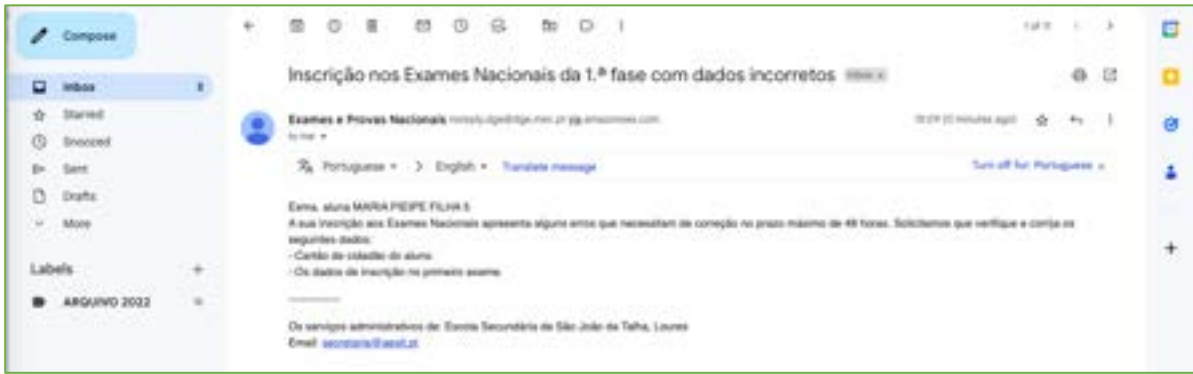 Compose
1 of 11
Inscrição nos Exames Nacionais da 1.ª fase com dados incorretos
Inbox
Starred
Exames e Provas Nacionais
to me
Snoozed
Portuguese > English Translate message
Turn off for: Portuguese x
Sent
Drafts
More
Exma. aluna MARIA FILHA
A sua inscrição aos Exames Nacionais apresenta alguns erros que necessitam de correção no prazo máximo de 48 horas. Solicitamos que verifique e corrija os
seguintes dados:
- Cartão de cidadão do aluno.
- Os dados de inscrição no primeiro exame.
Labels +
ARQUIVO 2022
Os serviços administrativos de: Escola Secundária de São João da Talha, Loures
Email: